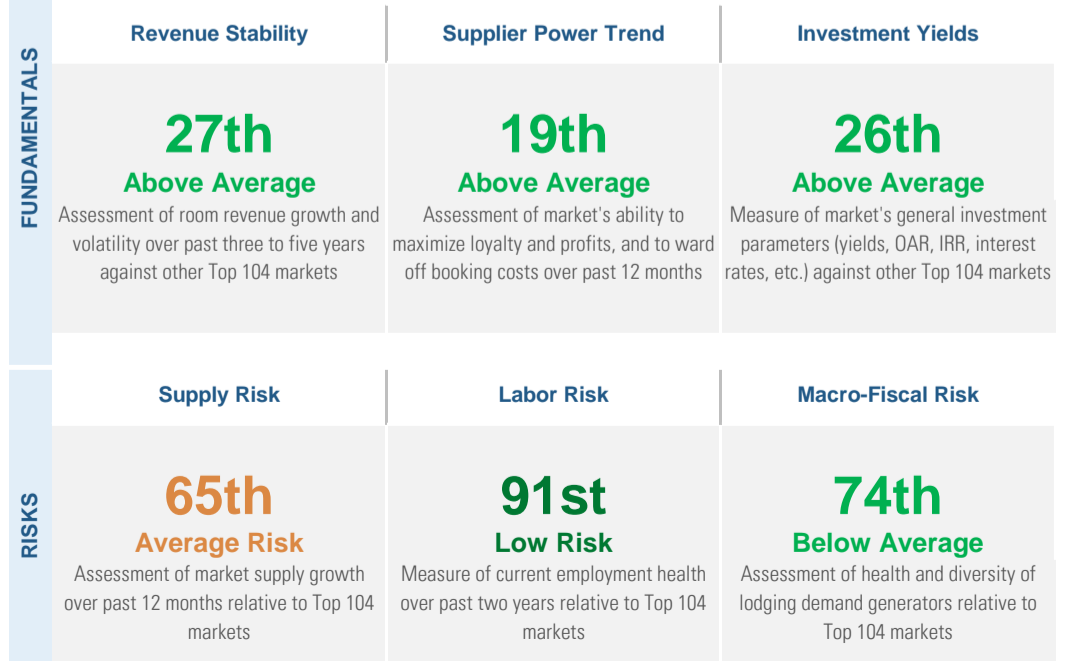 FUNDAMENTALS
Revenue Stability
27th
Above Average
Assessment of room revenue growth and
volatility over past three to five years
against other Top 104 markets
Supplier Power Trend
19th
Above Average
Assessment of market's ability to
maximize loyalty and profits, and to ward
off booking costs over past 12 months
Investment Yields
26th
Above Average
Measure of market's general investment
parameters (yields, OAR, IRR, interest
rates, etc.) against other Top 104 markets
RISKS
Supply Risk
65th
Average Risk
Assessment of market supply growth
over past 12 months relative to Top 104
markets
Labor Risk
91st
Low Risk
Measure of current employment health
over past two years relative to Top 104
markets
Macro-Fiscal Risk
74th
Below Average
Assessment of health and diversity of
lodging demand generators relative to
Top 104 markets